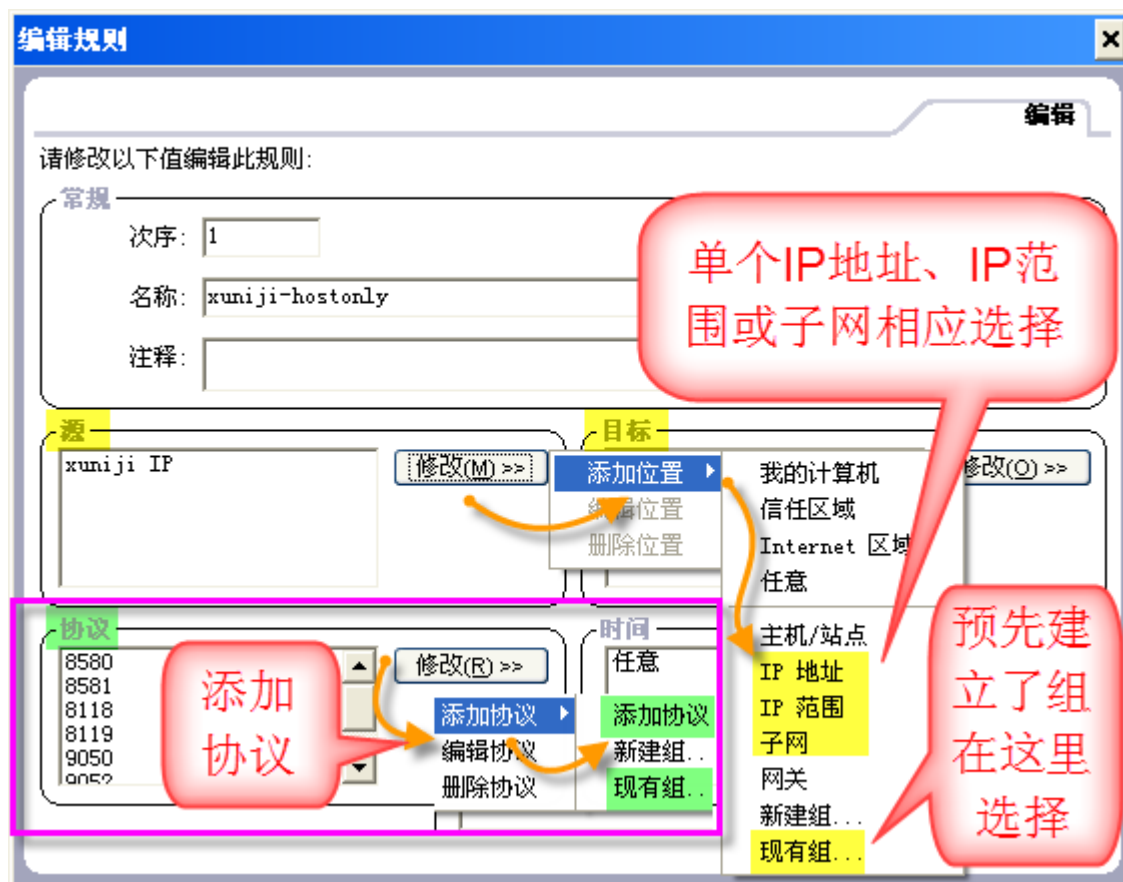 编辑规则
编辑
请修改以下值编辑此规则:
常规
次序: 1
名称: xuniji-hostonly
注释:
单个IP地址、IP范
围或子网相应选择
源
xuniji IP
修改(M) >>
目标
修改(O) >>
添加位置
编辑位置
删除位置
我的计算机
信任区域
Internet 区域
任意
主机/站点
IP 地址
IP 范围
子网
网关
新建组...
现有组...
预先建
立了组
在这里
选择
协议
8580
8581
8118
8119
9050
9052
修改(R) >>
添加
协议
添加协议
编辑协议
删除协议
时间
任意
添加协议
新建组..
现有组..